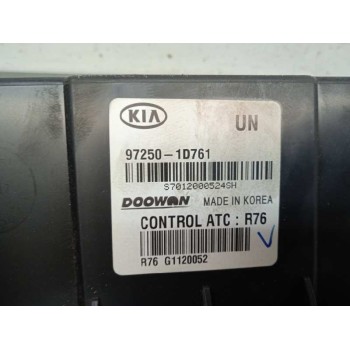 KIA
UN
97250-1D761
S7012000524SH
DOOWON MADE IN KOREA
CONTROL ATC : R76
R76 G1120052